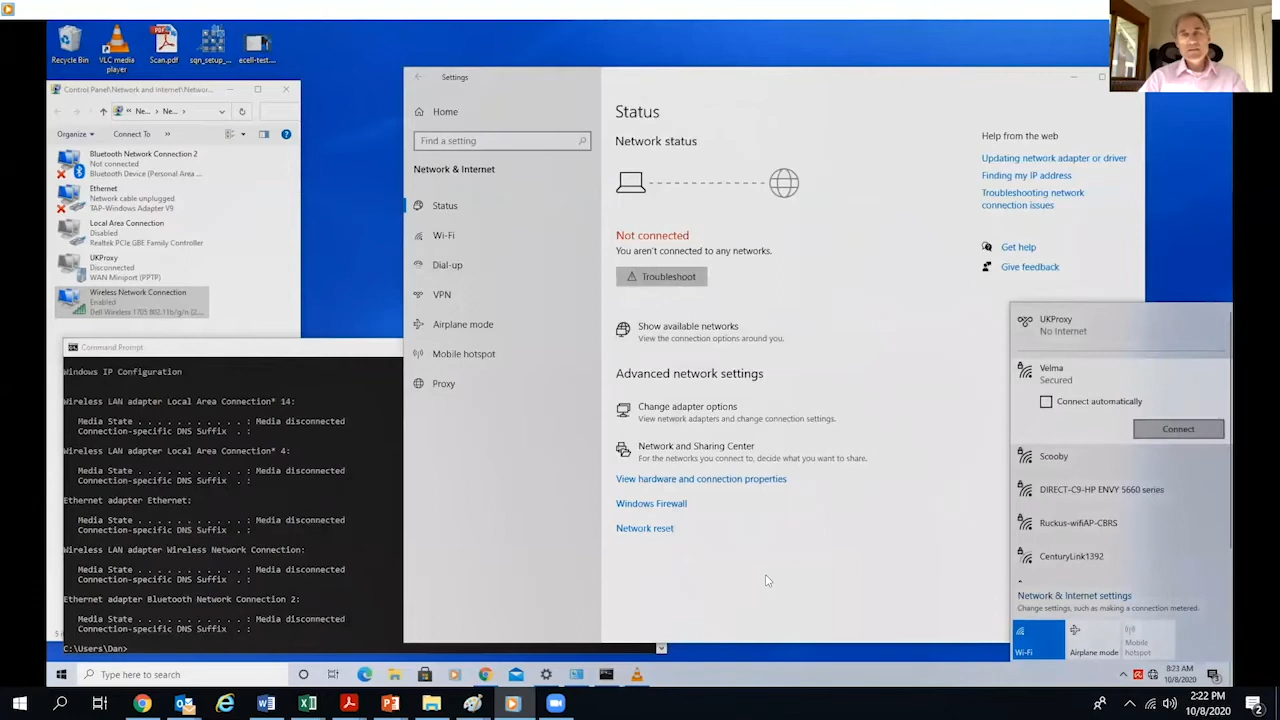 Recycle Bin
VLC media
player
Scan.pdf
sqn_setup_...
ecell-test....
Control Panel\Network and Internet\Networ...
Ne...
Ne...
Organize
Connect To
»
Bluetooth Network Connection 2
Not connected
Bluetooth Device (Personal Area ...
Ethernet
Network cable unplugged
TAP-Windows Adapter V9
Local Area Connection
Disabled
Realtek PCIe GBE Family Controller
UKProxy
Disconnected
WAN Miniport (PPTP)
Wireless Network Connection
Enabled
Dell Wireless 1705 802.11b/g/n (2...
Command Prompt
Windows IP Configuration
Wireless LAN adapter Local Area Connection* 14:
Media State . . . . . . . . . . . : Media disconnected
Connection-specific DNS Suffix  . :
Wireless LAN adapter Local Area Connection* 4:
Media State . . . . . . . . . . . : Media disconnected
Connection-specific DNS Suffix  . :
Ethernet adapter Ethernet:
Media State . . . . . . . . . . . : Media disconnected
Connection-specific DNS Suffix  . :
Wireless LAN adapter Wireless Network Connection:
Media State . . . . . . . . . . . : Media disconnected
Connection-specific DNS Suffix  . :
Ethernet adapter Bluetooth Network Connection 2:
Media State . . . . . . . . . . . : Media disconnected
Connection-specific DNS Suffix  . :
C:\Users\Dan>
Settings
Home
Find a setting
Network & Internet
Status
Wi-Fi
Dial-up
VPN
Airplane mode
Mobile hotspot
Proxy
Status
Network status
Not connected
You aren't connected to any networks.
Troubleshoot
Show available networks
View the connection options around you.
Advanced network settings
Change adapter options
View network adapters and change connection settings.
Network and Sharing Center
For the networks you connect to, decide what you want to share.
View hardware and connection properties
Windows Firewall
Network reset
Help from the web
Updating network adapter or driver
Finding my IP address
Troubleshooting network
connection issues
Get help
Give feedback
UKProxy
No Internet
Velma
Secured
Connect automatically
Connect
Scooby
DIRECT-C9-HP ENVY 5660 series
Ruckus-wifiAP-CBRS
CenturyLink1392
Network & Internet settings
Change settings, such as making a connection metered.
Wi-Fi
Airplane mode
Mobile
hotspot
Type here to search
8:23 AM
10/8/2020
2:22 PM
10/8/2020